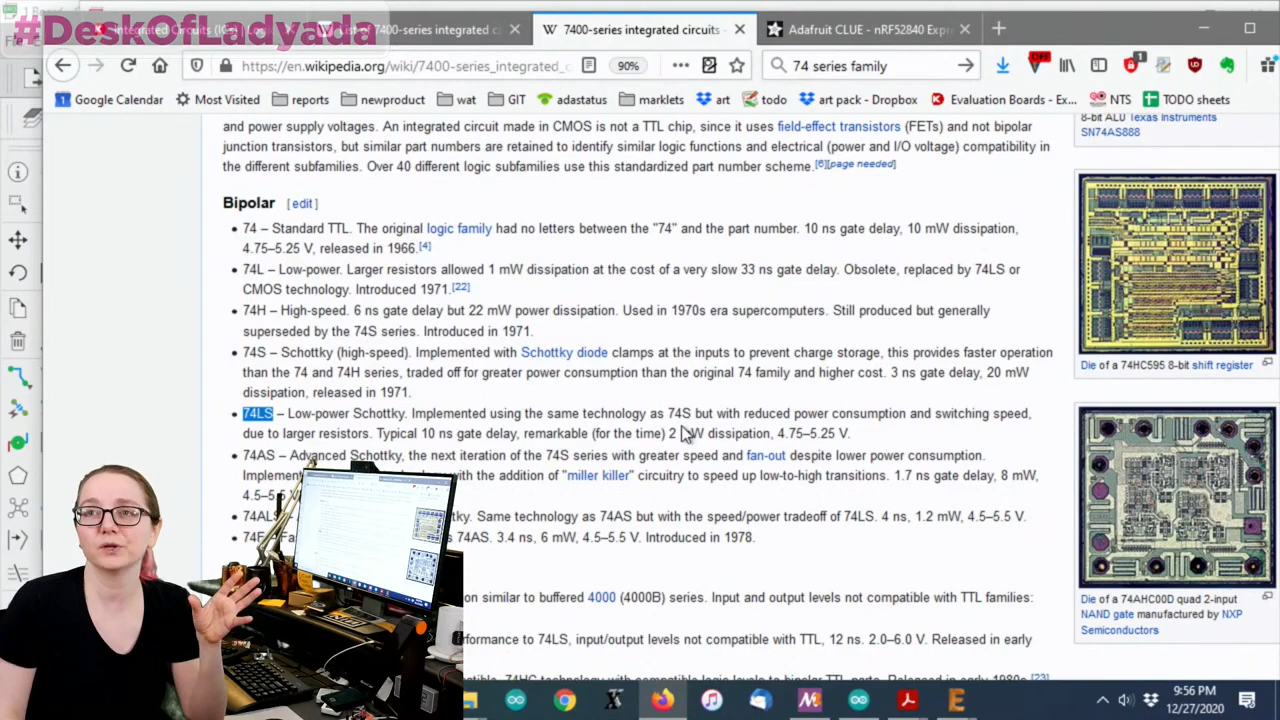 #DeskOfLadyada
Integrated Circuits (ICs)
List of 7400-series integrated c
7400-series integrated circuits -
Adafruit CLUE - nRF52840 Expr
https://en.wikipedia.org/wiki/7400-series_integrated_
90%
74 series family
OFF
1
Google Calendar
Most Visited
reports
newproduct
wat
GIT
adastatus
marklets
art
todo
art pack - Dropbox
Evaluation Boards - Ex...
NTS
TODO sheets
and power supply voltages. An integrated circuit made in CMOS is not a TTL chip, since it uses field-effect transistors (FETs) and not bipolar
junction transistors, but similar part numbers are retained to identify similar logic functions and electrical (power and I/O voltage) compatibility in
the different subfamilies. Over 40 different logic subfamilies use this standardized part number scheme.[6][page needed]
Bipolar [edit]
• 74 – Standard TTL. The original logic family had no letters between the "74" and the part number. 10 ns gate delay, 10 mW dissipation,
4.75–5.25 V, released in 1966.[4]
• 74L – Low-power. Larger resistors allowed 1 mW dissipation at the cost of a very slow 33 ns gate delay. Obsolete, replaced by 74LS or
CMOS technology. Introduced 1971.[22]
• 74H – High-speed. 6 ns gate delay but 22 mW power dissipation. Used in 1970s era supercomputers. Still produced but generally
superseded by the 74S series. Introduced in 1971.
• 74S – Schottky (high-speed). Implemented with Schottky diode clamps at the inputs to prevent charge storage, this provides faster operation
than the 74 and 74H series, traded off for greater power consumption than the original 74 family and higher cost. 3 ns gate delay, 20 mW
dissipation, released in 1971.
• 74LS – Low-power Schottky. Implemented using the same technology as 74S but with reduced power consumption and switching speed,
due to larger resistors. Typical 10 ns gate delay, remarkable (for the time) 2 mW dissipation, 4.75–5.25 V.
• 74AS – Advanced Schottky, the next iteration of the 74S series with greater speed and fan-out despite lower power consumption.
with the addition of "miller killer" circuitry to speed up low-to-high transitions. 1.7 ns gate delay, 8 mW,
Same technology as 74AS but with the speed/power tradeoff of 74LS. 4 ns, 1.2 mW, 4.5–5.5 V.
74AS. 3.4 ns, 6 mW, 4.5–5.5 V. Introduced in 1978.
similar to buffered 4000 (4000B) series. Input and output levels not compatible with TTL families:
to 74LS, input/output levels not compatible with TTL, 12 ns. 2.0–6.0 V. Released in early
8-bit ALU Texas Instruments
SN74AS888
Die of a 74HC595 8-bit shift register
Die of a 74AHC00D quad 2-input
NAND gate manufactured by NXP
Semiconductors
9:56 PM
12/27/2020